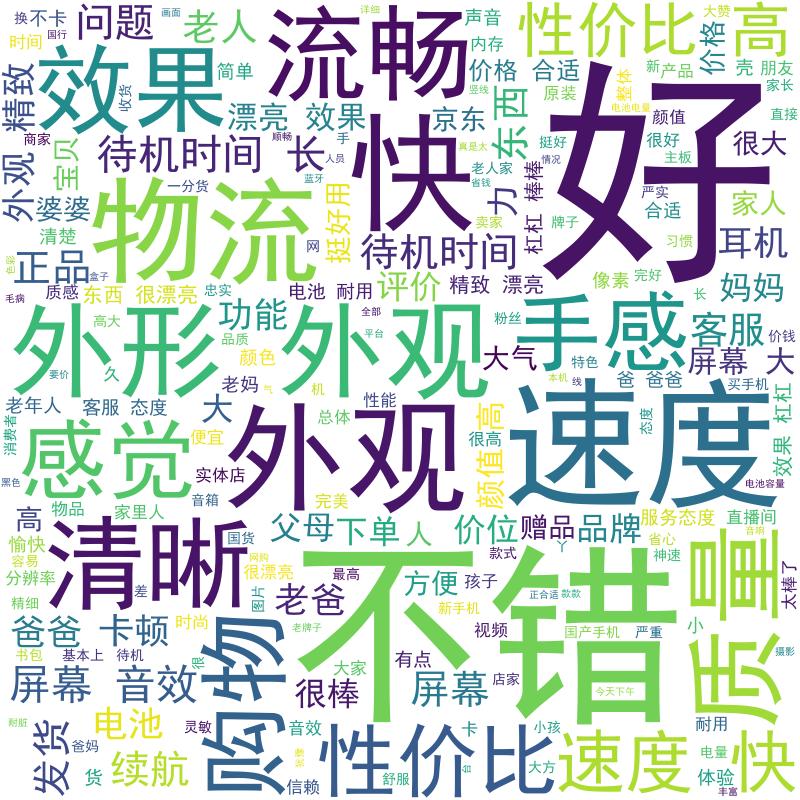 换不卡
画面
详细
大赞
时间
国行
问题
老人
流畅
声音
性价比
高
内存
价格
新
产品
壳
朋友
精致
效果
简单
竖线
价格
合适
整体
家长
收货
漂亮
效果
京东
原装
电池电量
颜值
直接
商家
顺畅
手
快
真是太
东西
挺好
很好
主板
很大
待机时间
长
人员
老人家
情况
好
外观
宝贝
一分货
蓝牙
省钱
棒棒
严实
婆婆
物流
挺好用
力
卖家
杠杠
牌子
合适
家人
清楚
网
待机时间
习惯
耳机
正品
色彩
盒子
评价
精致
漂亮
像素
完好
妈妈
毛病
质感
东西
很漂亮
忠实
电池
耐用
长
功能
全部
粉丝
手感
客服
价钱
高大
外形
品质
外观
平台
颜色
大气
特色
屏幕
大
要价
久
老妈
气
机
本机
线
爸
爸爸
买手机
老年人
客服
态度
大
性能
颜值
高
速度
态度
杠杠
消费者
感觉
便宜
外观
总体
很高
效果
黑色
物品
实体店
音箱
完美
电池容量
高
家里人
国货
父母
下单
人
价位
赠品
品牌
服务态度
直播间
愉快
容易
清晰
网购
款式
丫
省心
音响
分辨率
差
很漂亮
最高
不错
神速
质量
太棒了
精细
图片
老爸
方便
孩子
正合适
款款
爸爸
卡顿
时尚
购物
老牌子
新手机
视频
国产手机
严重
小
书包
基本上
待机
很
大家
有点
摄影
屏幕
音效
很棒
屏幕
店家
今天下午
耐脏
发货
电池
灵敏
音效
性价比
卡
小孩
速度
快
耐用
爸妈
电量
货
续航
信赖
舒服
台
大方
体验
丰富